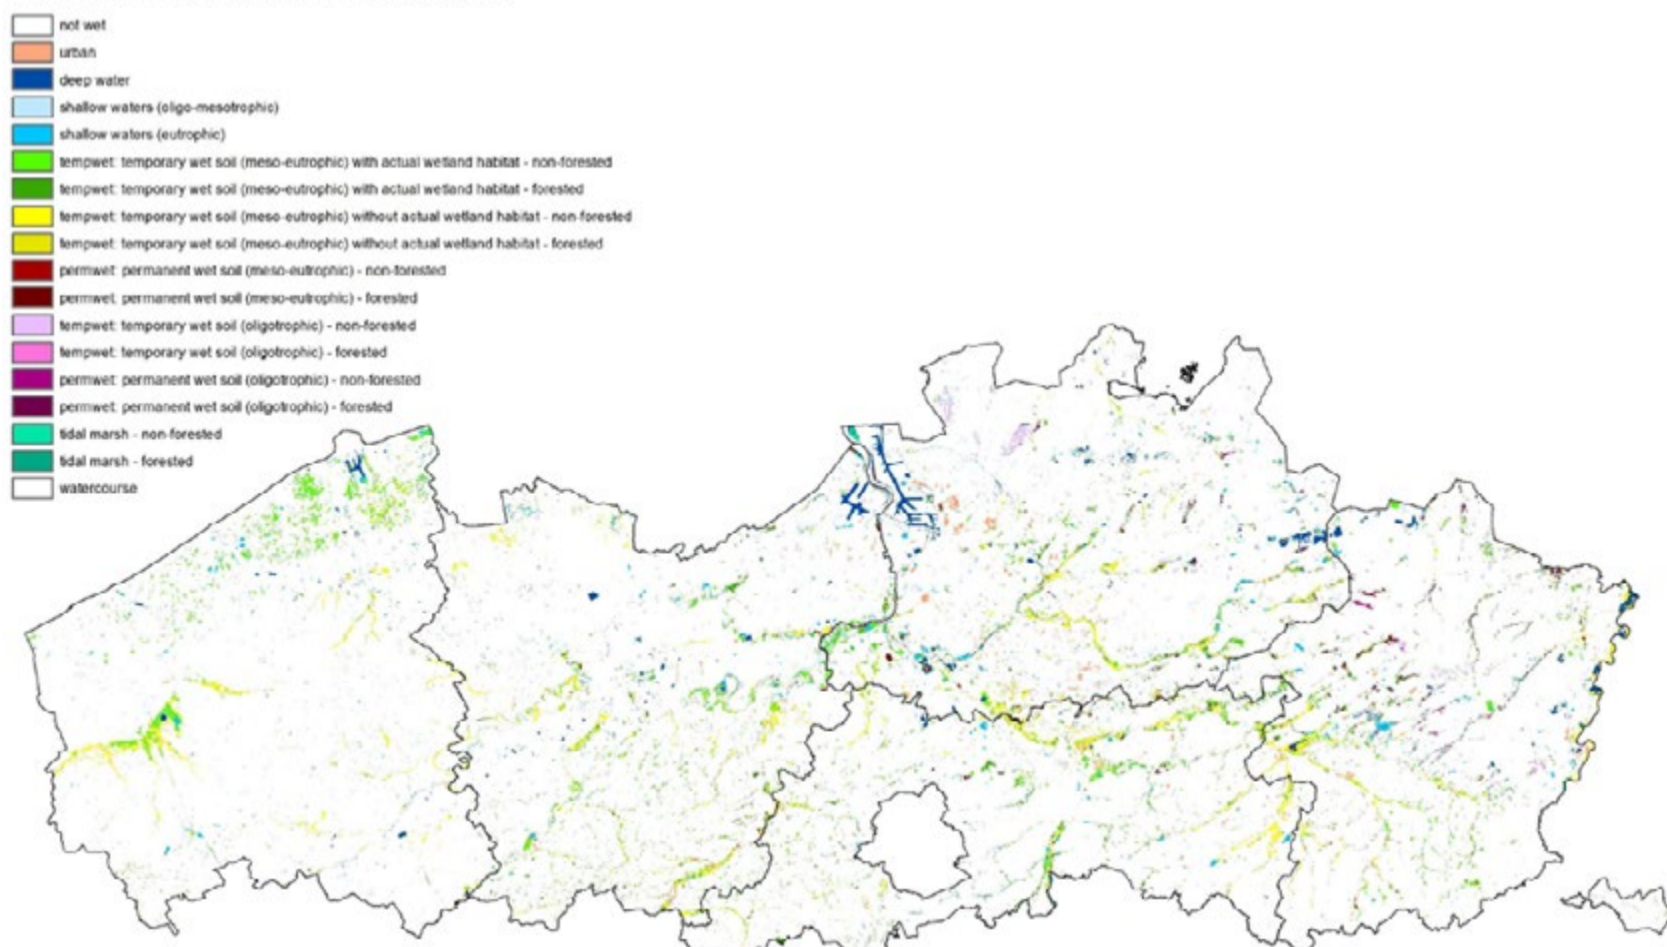 not wet
urban
deep water
shallow waters (oligo-mesotrophic)
shallow waters (eutrophic)
tempwet: temporary wet soil (meso-eutrophic) with actual wetland habitat - non-forested
tempwet: temporary wet soil (meso-eutrophic) with actual wetland habitat - forested
tempwet: temporary wet soil (meso-eutrophic) without actual wetland habitat - non-forested
tempwet: temporary wet soil (meso-eutrophic) without actual wetland habitat - forested
permwet: permanent wet soil (meso-eutrophic) - non-forested
permwet: permanent wet soil (meso-eutrophic) - forested
tempwet: temporary wet soil (oligotrophic) - non-forested
tempwet: temporary wet soil (oligotrophic) - forested
permwet: permanent wet soil (oligotrophic) - non-forested
permwet: permanent wet soil (oligotrophic) - forested
tidal marsh - non-forested
tidal marsh - forested
watercourse